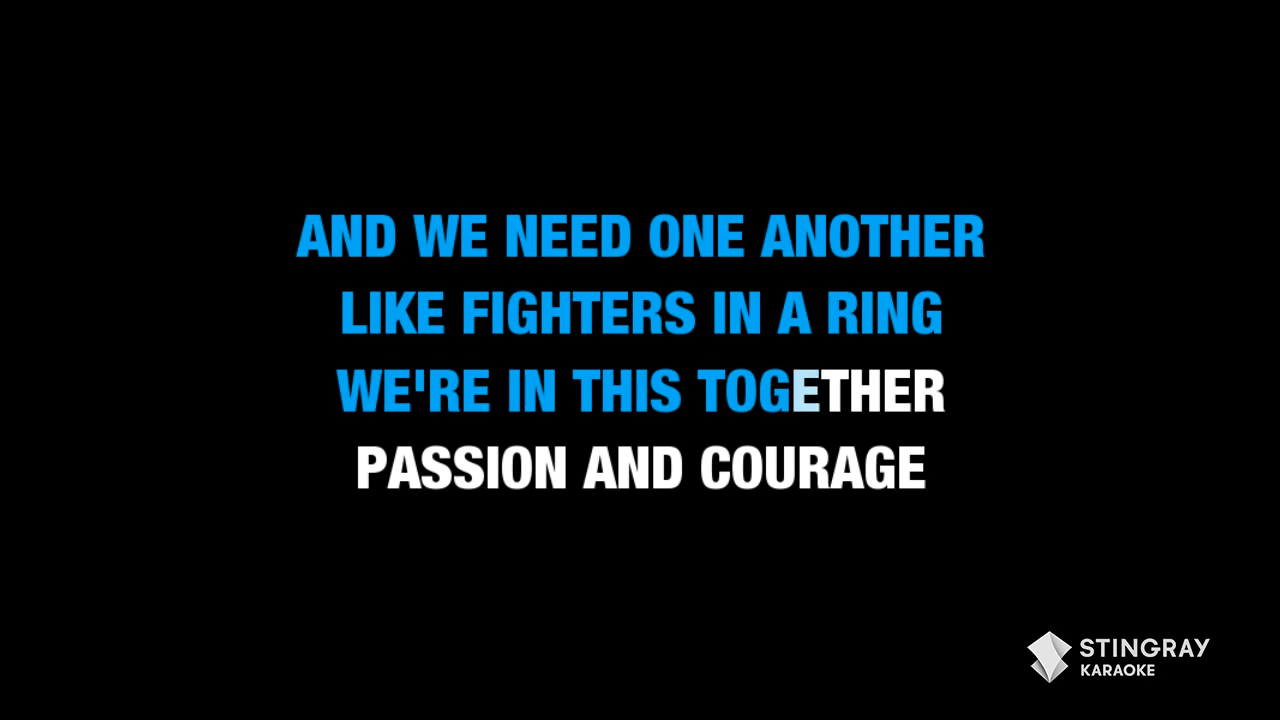 AND WE NEED ONE ANOTHER
LIKE FIGHTERS IN A RING
WE'RE IN THIS TOGETHER
PASSION AND COURAGE
STINGRAY
KARAOKE